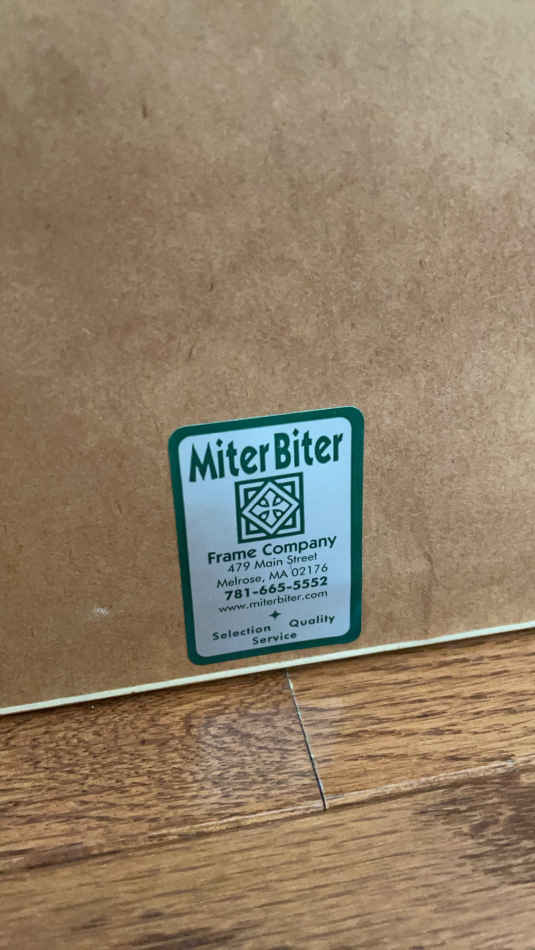 Miter Biter
Frame Company
479 Main Street
Melrose, MA 02176
781-665-5552
www.miterbiter.com
Selection Quality
Service